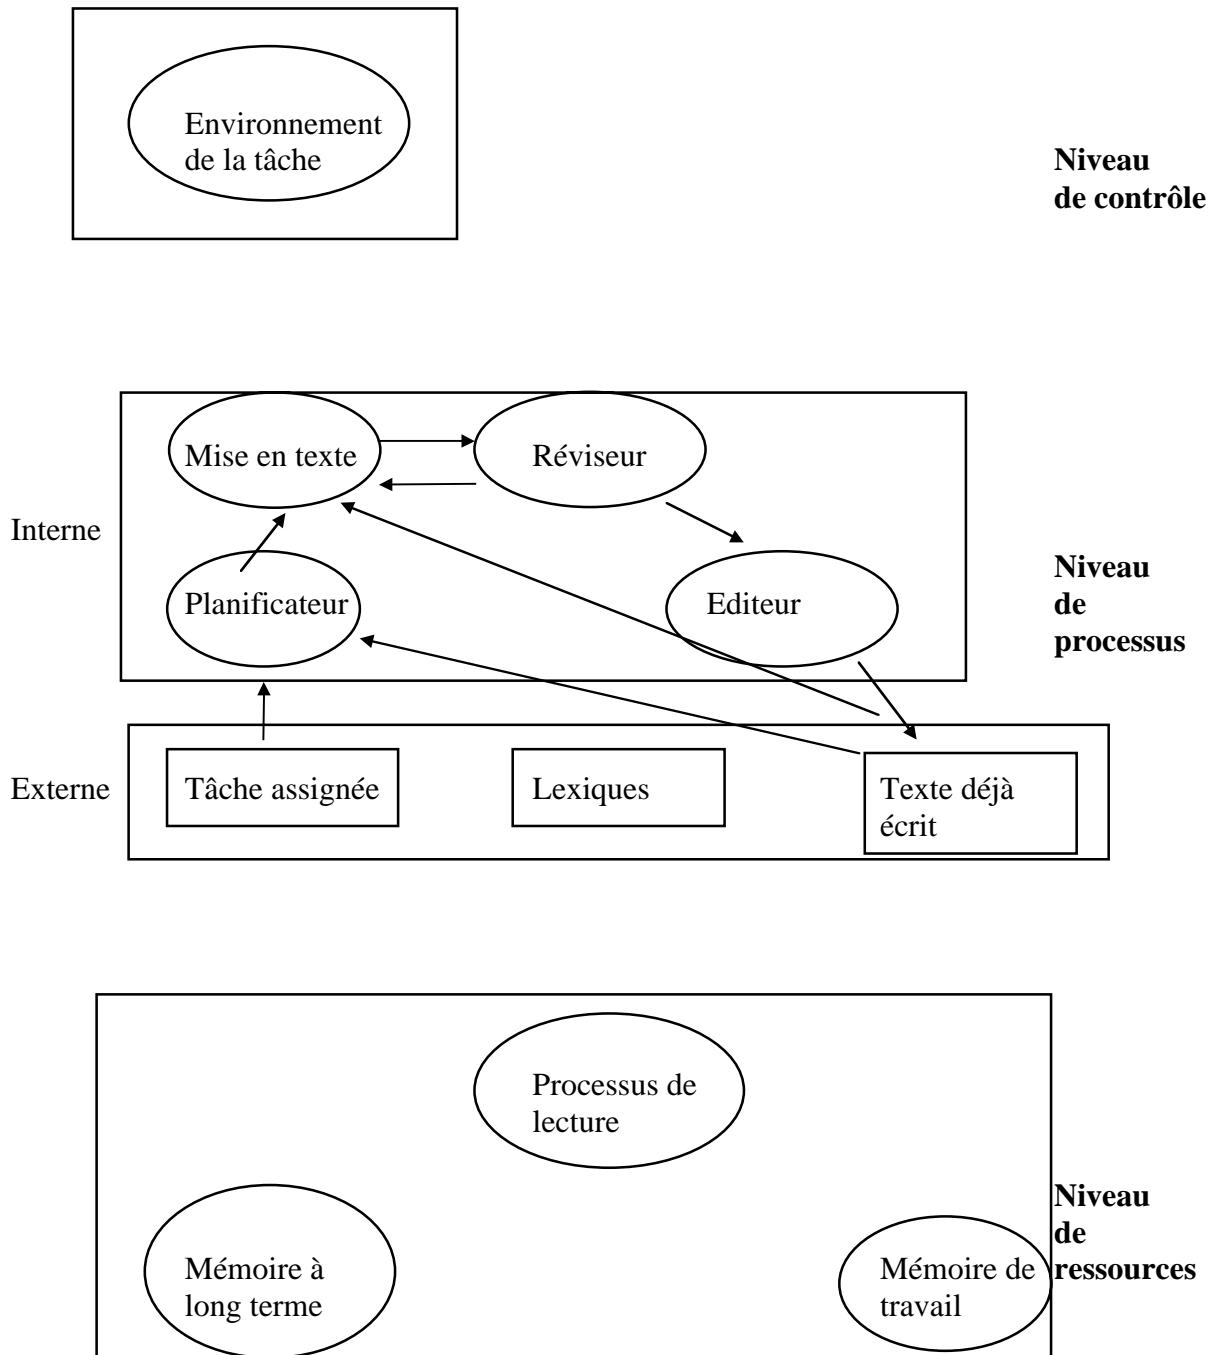 Environnement
de la tâche
Niveau
de contrôle
Mise en texte
Réviseur
Interne
Planificateur
Editeur
Niveau
de
processus
Externe
Tâche assignée
Lexiques
Texte déjà
écrit
Processus de
lecture
Niveau
de
ressources
Mémoire à
long terme
Mémoire de
travail